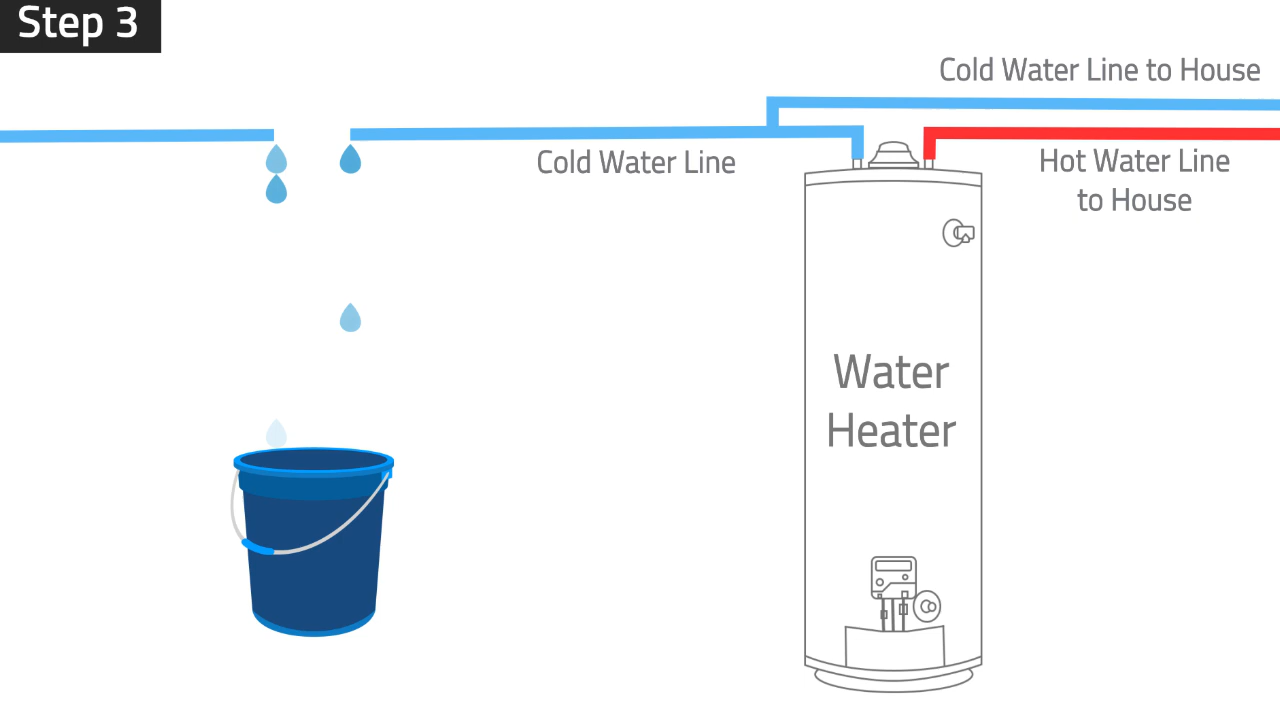 Step 3
Cold Water Line to House
Cold Water Line
Hot Water Line
to House
Water
Heater